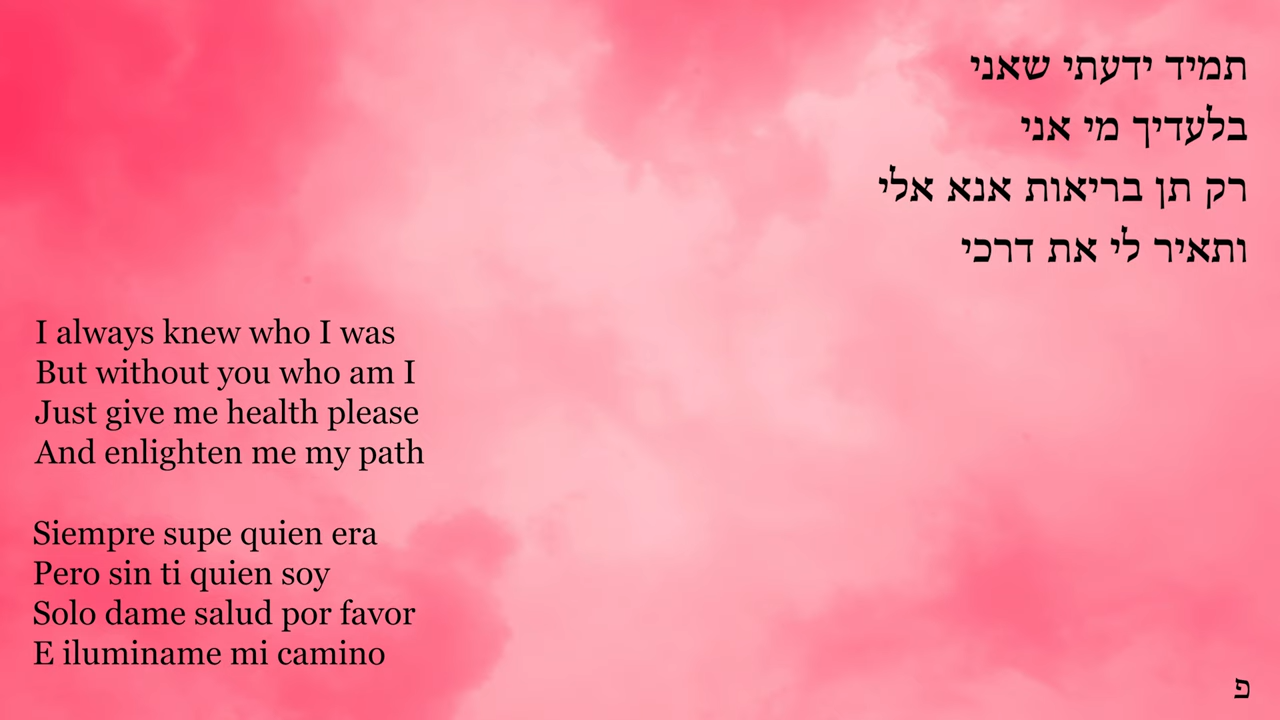 תמיד ידעתי שאני
בלעדיך מי אני
רק תן בריאות אנא אלי
ותאיר לי את דרכי
I always knew who I was
But without you who am I
Just give me health please
And enlighten me my path
Siempre supe quien era
Pero sin ti quien soy
Solo dame salud por favor
E iluminame mi camino
פ